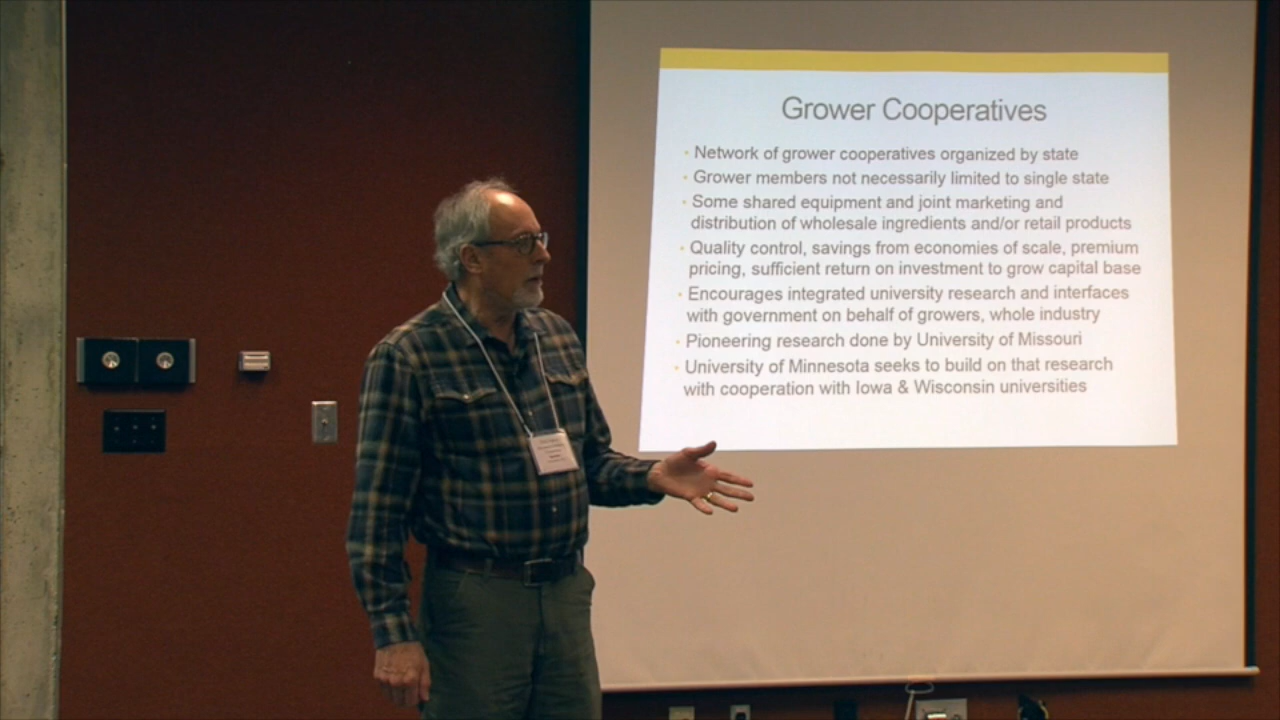 Grower Cooperatives
• Network of grower cooperatives organized by state
• Grower members not necessarily limited to single state
• Some shared equipment and joint marketing and
distribution of wholesale ingredients and/or retail products
• Quality control, savings from economies of scale, premium
pricing, sufficient return on investment to grow capital base
• Encourages integrated university research and interfaces
with government on behalf of growers, whole industry
• Pioneering research done by University of Missouri
• University of Minnesota seeks to build on that research
with cooperation with Iowa & Wisconsin universities